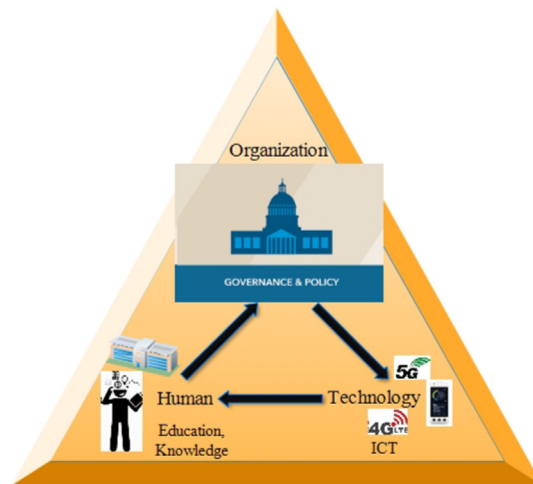 Organization
GOVERNANCE & POLICY
5G
Human
Technology
4G LTE
Education,
Knowledge
ICT